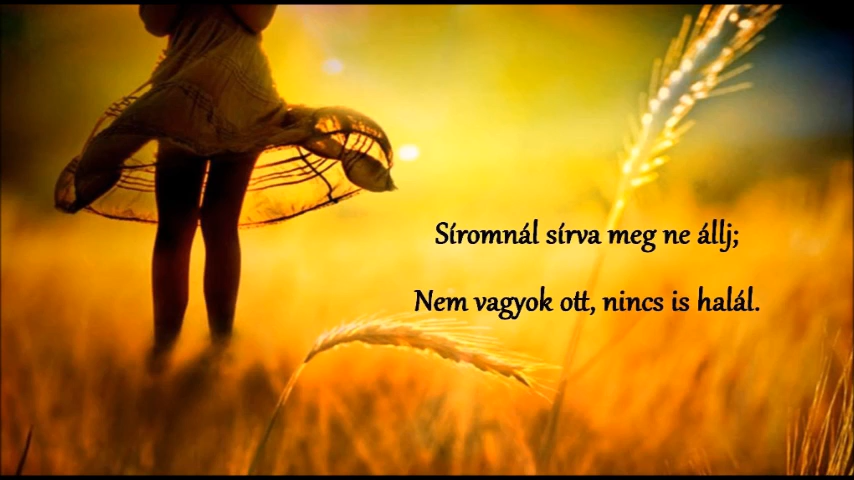 Síromnál sírva meg ne állj;
Nem vagyok ott, nincs is halál.